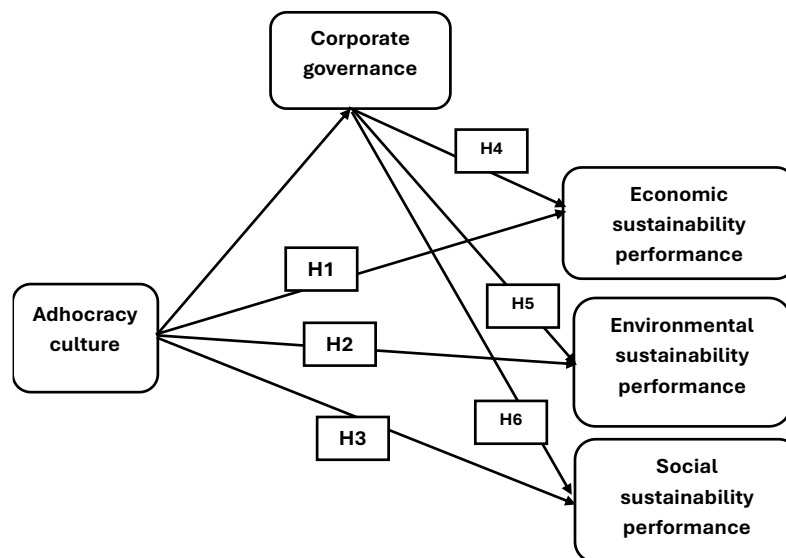 Corporate
governance
H4
Economic
sustainability
performance
H1
Adhocracy
culture
H5
Environmental
sustainability
performance
H2
H6
H3
Social
sustainability
performance